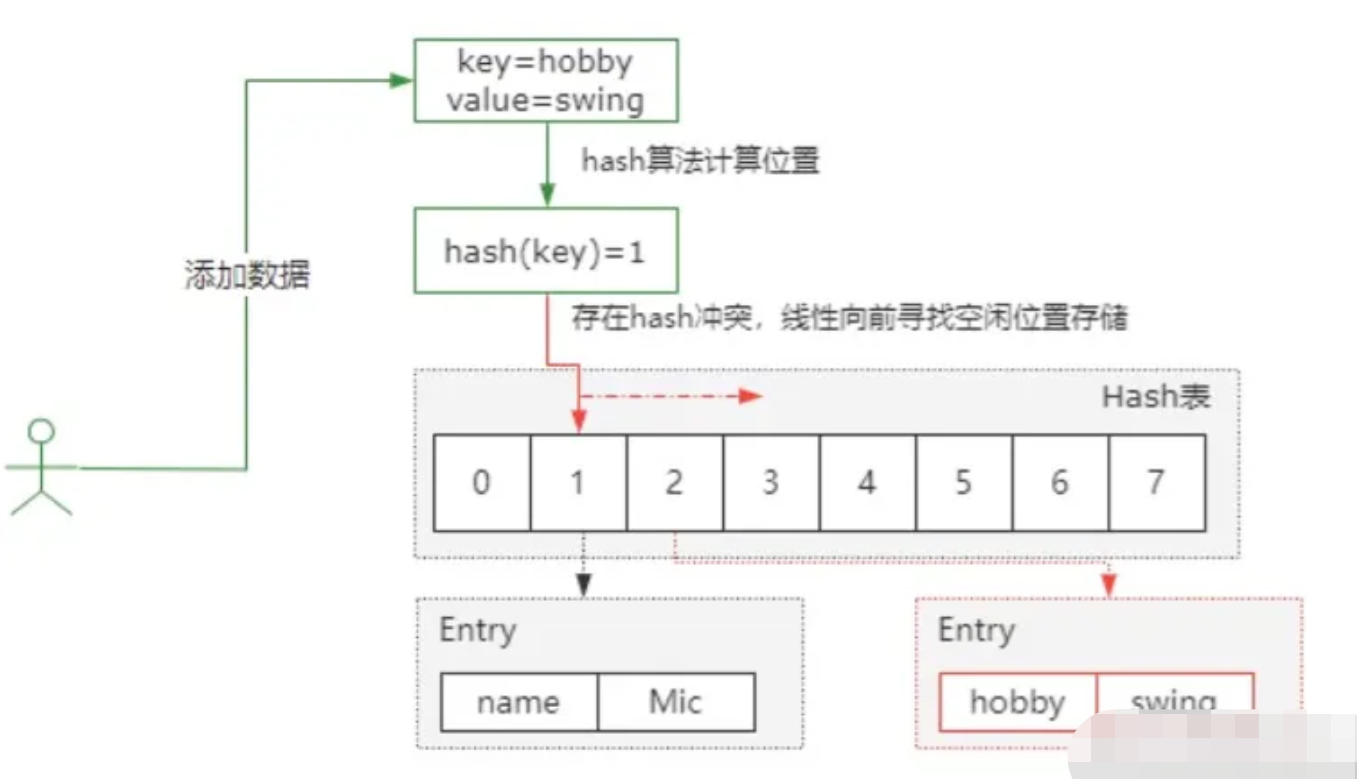 key=hobby
value=swing
hash算法计算位置
hash(key)=1
添加数据
存在hash冲突，线性向前寻找空闲位置存储
Hash表
0 1 2 3 4 5 6 7
Entry
name Mic
Entry
hobby swing